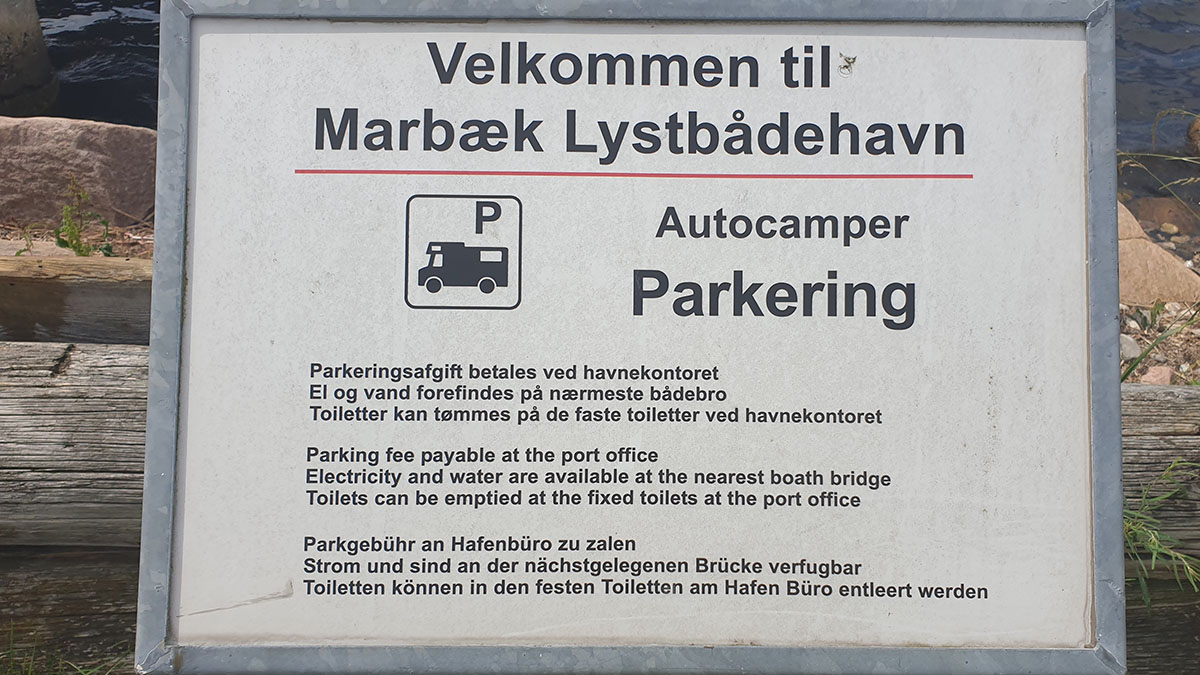 Velkommen til
Marbæk Lystbådehavn
P
Autocamper
Parkering
Parkeringsafgift betales ved havnekontoret
El og vand forefindes på nærmeste bådebro
Toiletter kan tømmes på de faste toiletter ved havnekontoret
Parking fee payable at the port office
Electricity and water are available at the nearest boath bridge
Toilets can be emptied at the fixed toilets at the port office
Parkgebühr an Hafenbüro zu zalen
Strom und sind an der nächstgelegenen Brücke verfugbar
Toiletten können in den festen Toiletten am Hafen Büro entleert werden